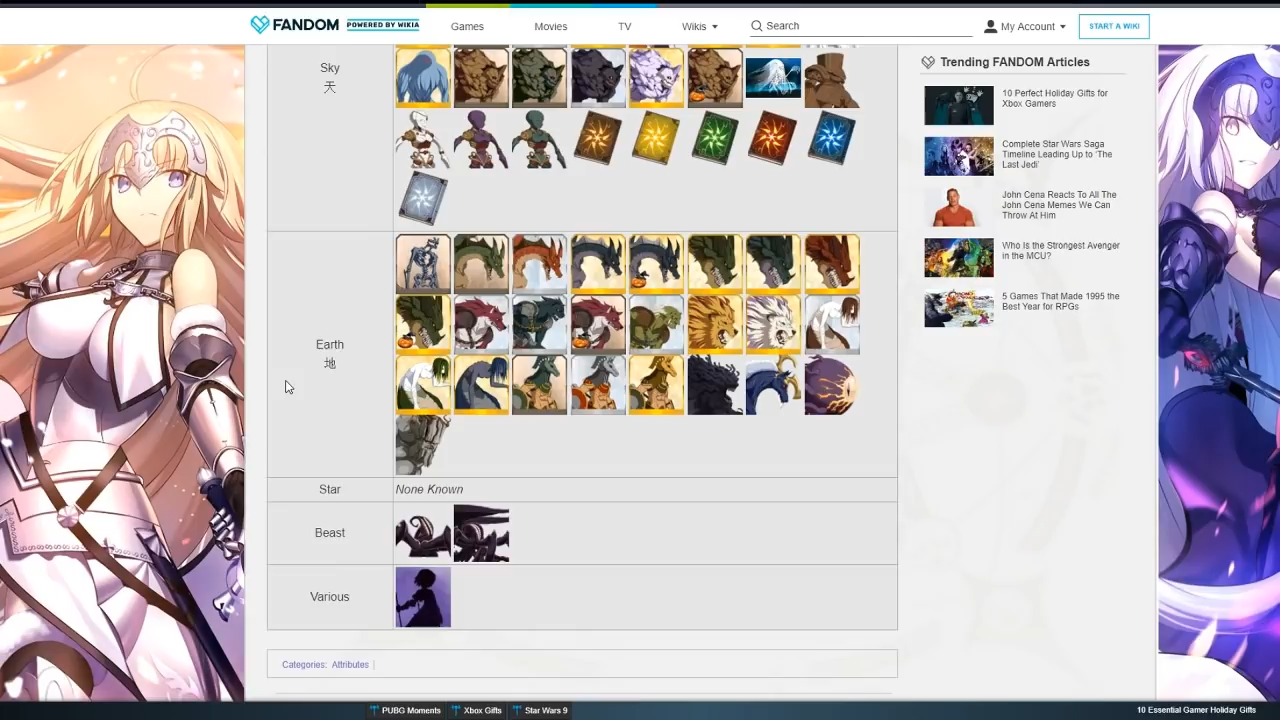 FANDOM POWERED BY WIKIA
Games
Movies
TV
Wikis
Search
My Account
START A WIKI
Sky
天
Earth
地
Star
None Known
Beast
Various
Categories: Attributes
Trending FANDOM Articles
10 Perfect Holiday Gifts for
Xbox Gamers
Complete Star Wars Saga
Timeline Leading Up to 'The
Last Jedi'
John Cena Reacts To All The
John Cena Memes We Can
Throw At Him
Who Is the Strongest Avenger
in the MCU?
5 Games That Made 1995 the
Best Year for RPGs
PUBG Moments
Xbox Gifts
Star Wars 9
10 Essential Gamer Holiday Gifts